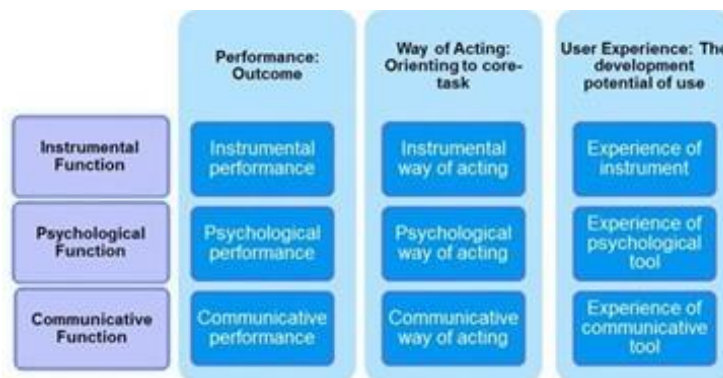 Performance:
Outcome
Way of Acting:
Orienting to core-
task
User Experience: The
development
potential of use
Instrumental
Function
Instrumental
performance
Instrumental
way of acting
Experience of
instrument
Psychological
Function
Psychological
performance
Psychological
way of acting
Experience of
psychological
tool
Communicative
Function
Communicative
performance
Communicative
way of acting
Experience of
communicative
tool